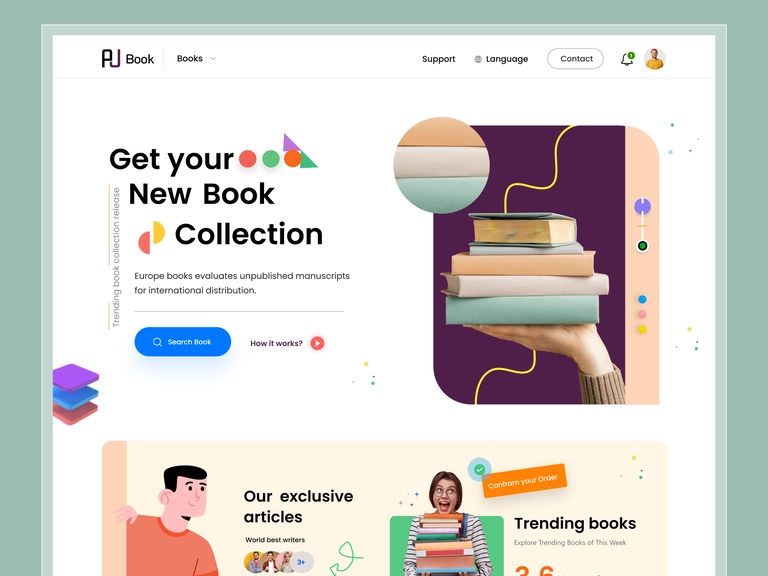 AJ Book
Books
Support
Language
Contact
1
Get your
New Book
Collection
Trending book collection release
Europe books evaluates unpublished manuscripts
for international distribution.
Search Book
How it works?
Our exclusive
articles
World best writers
3+
Confram your Order
Trending books
Explore Trending Books of This Week